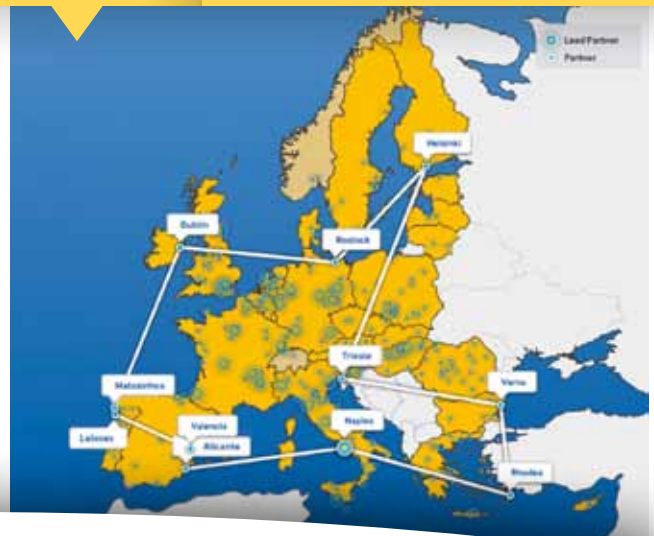 Lead Partner
Partner
Helsinki
Dublin
Rostock
Trieste
Varna
Matosinhos
Valencia
Naples
Leixoes
Alicante
Rhodes